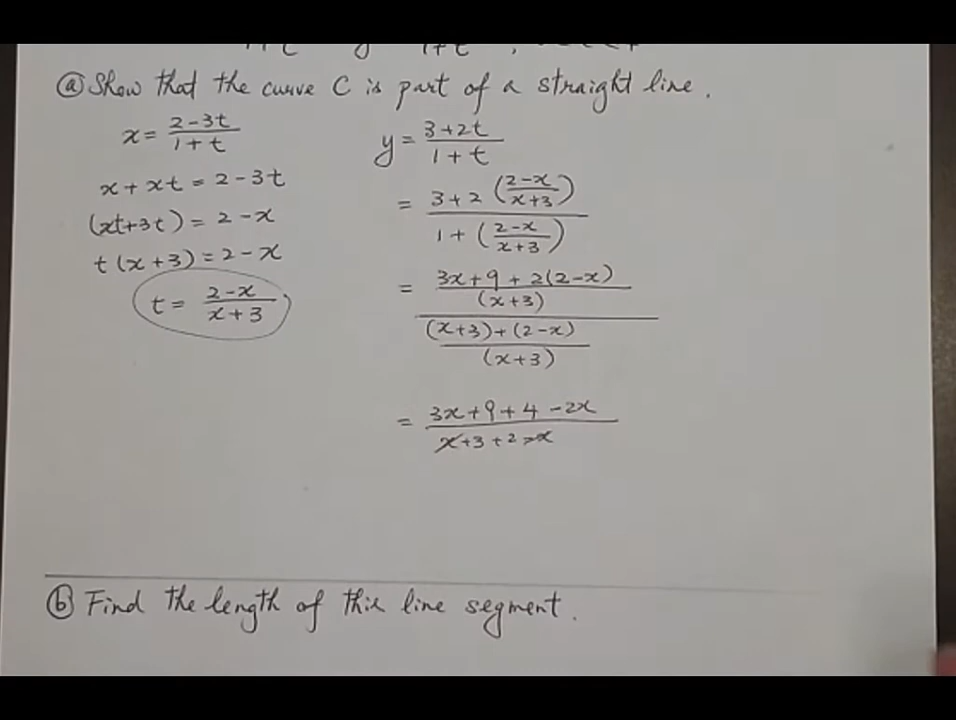 ⓐ Show that the curve C is part of a straight line.
x = (2-3t)/(1+t)
x + xt = 2-3t
(xt+3t) = 2-x
t(x+3) = 2-x
t = (2-x)/(x+3)
y = (3+2t)/(1+t)
= (3+2((2-x)/(x+3)))/(1+((2-x)/(x+3)))
= ((3x+9+2(2-x))/(x+3))/(((x+3)+(2-x))/(x+3))
= (3x+9+4-2x)/(x+3+2-x)
ⓑ Find the length of this line segment.